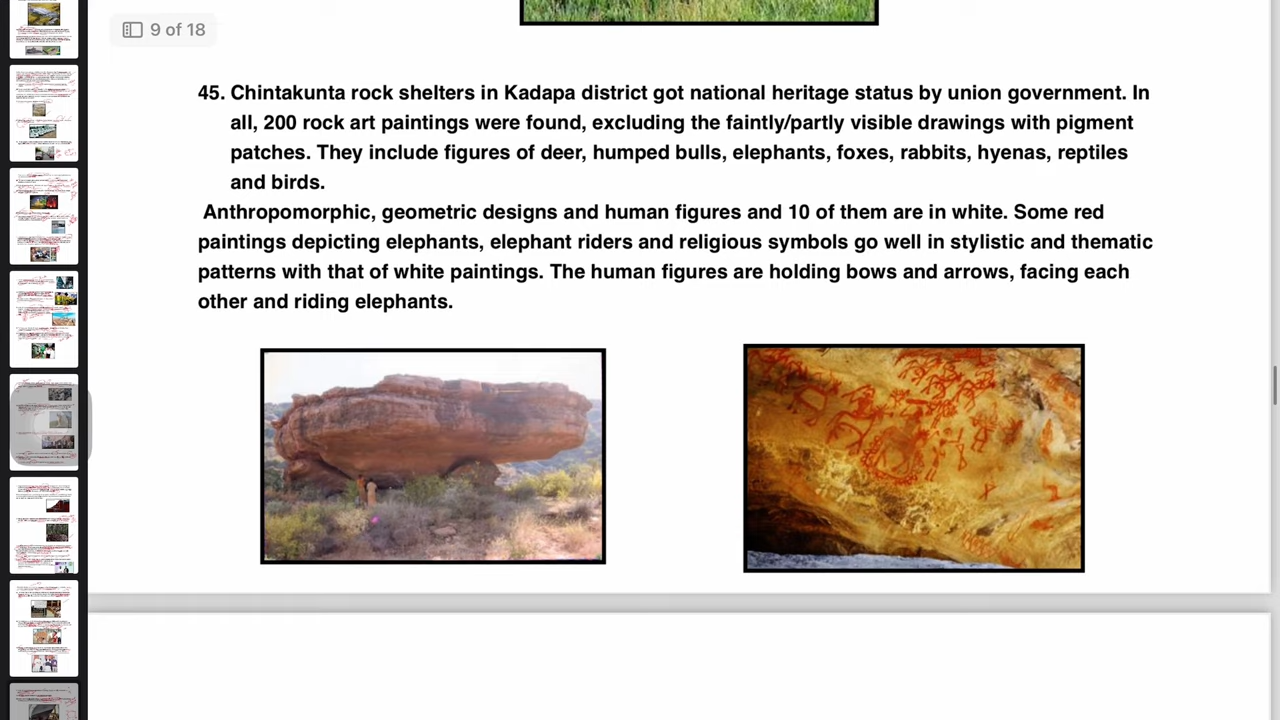 9 of 18
45. Chintakunta rock shelters in Kadapa district got national heritage status by union government. In
all, 200 rock art paintings were found, excluding the faintly/partly visible drawings with pigment
patches. They include figures of deer, humped bulls, elephants, foxes, rabbits, hyenas, reptiles
and birds.
Anthropomorphic, geometric designs and human figures and 10 of them are in white. Some red
paintings depicting elephants, elephant riders and religious symbols go well in stylistic and thematic
patterns with that of white paintings. The human figures are holding bows and arrows, facing each
other and riding elephants.